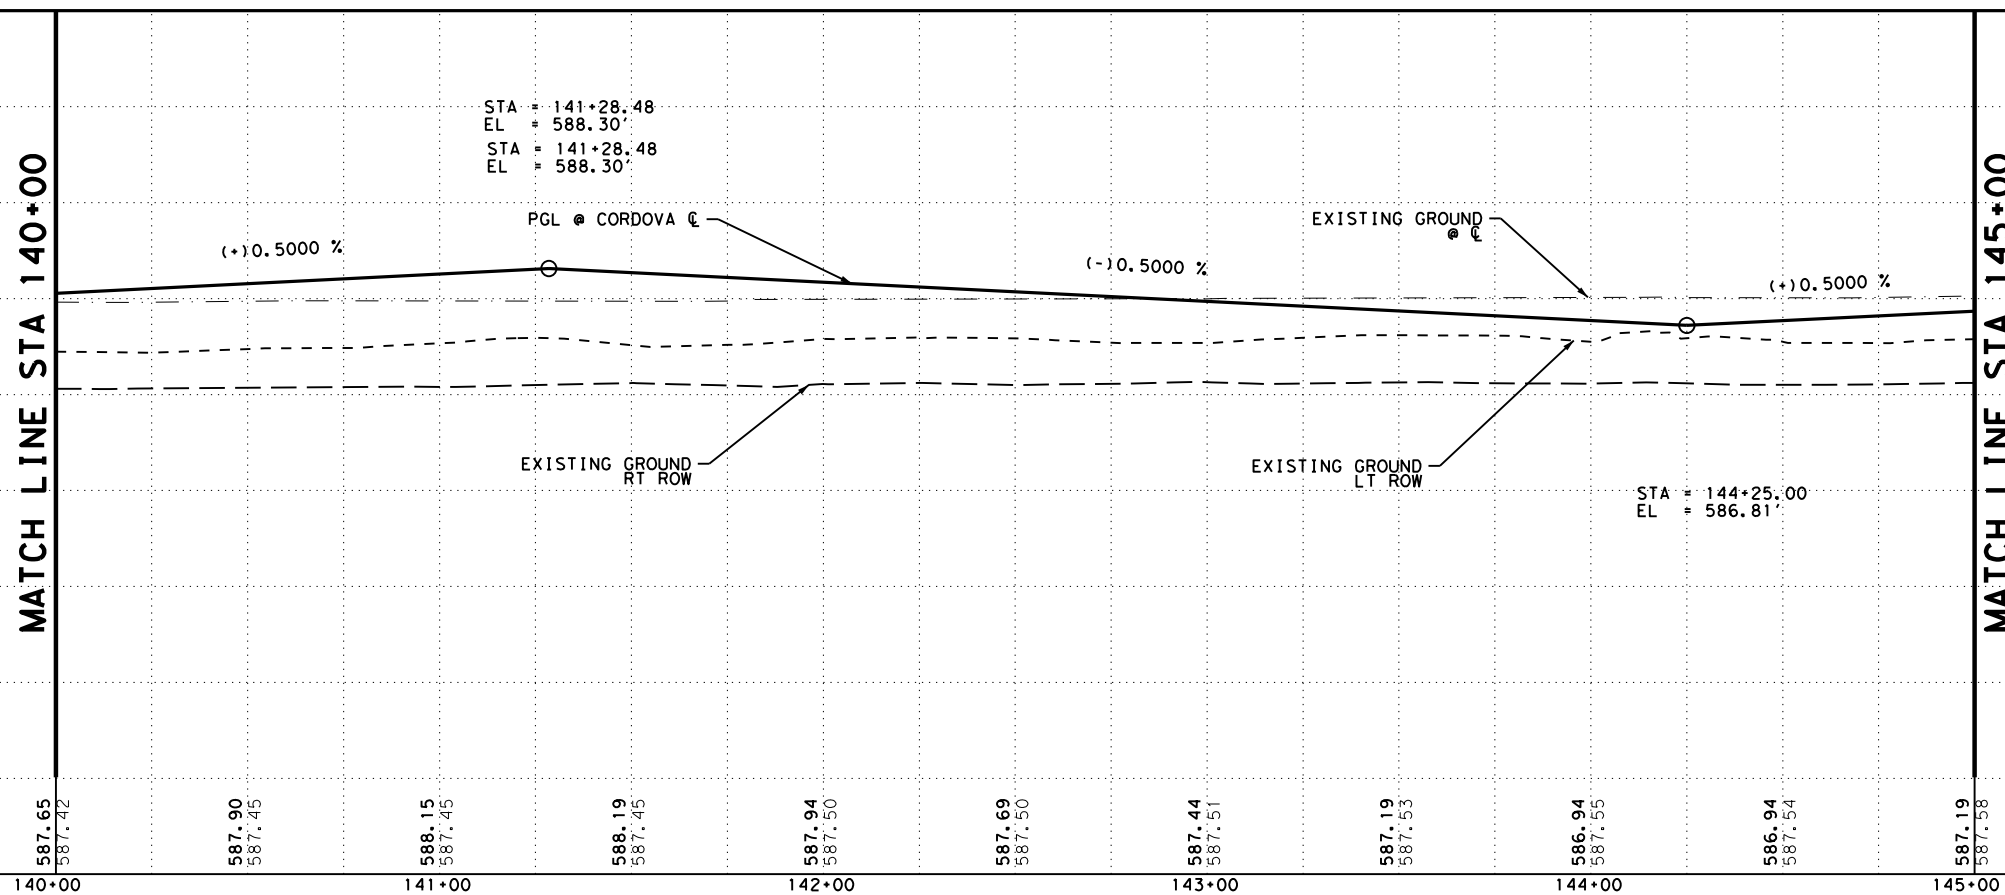 STA = 141+28.48
EL = 588.30'
STA = 141+28.48
EL = 588.30'
MATCH LINE STA 140+00
MATCH LINE STA 145+00
PGL @ CORDOVA ℄
EXISTING GROUND
@ ℄
(+)0.5000 %
(-)0.5000 %
(+)0.5000 %
EXISTING GROUND
RT ROW
EXISTING GROUND
LT ROW
STA = 144+25.00
EL = 586.81'
587.65
587.42
587.90
587.45
588.15
587.45
588.19
587.45
587.94
587.50
587.69
587.50
587.44
587.51
587.19
587.53
586.94
587.55
586.94
587.54
587.19
587.58
140+00
141+00
142+00
143+00
144+00
145+00